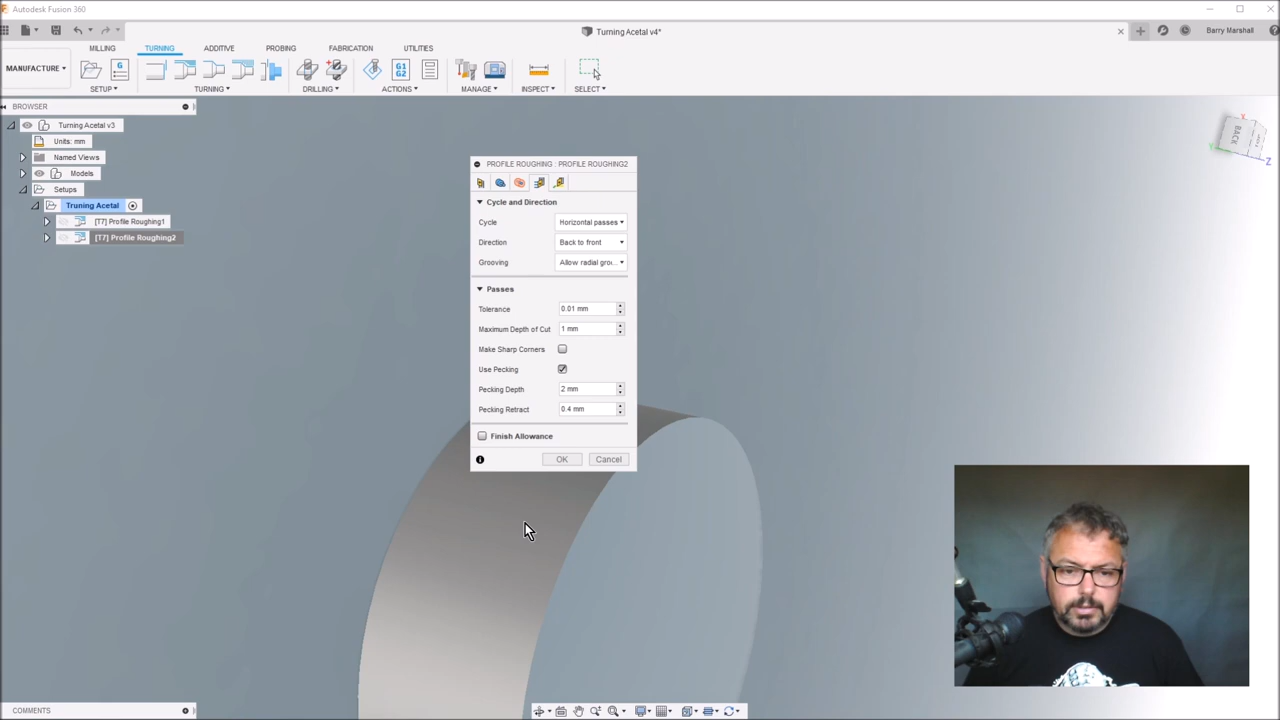 Autodesk Fusion 360
Turning Acetal v4*
Barry Marshall
MILLING
TURNING
ADDITIVE
PROBING
FABRICATION
UTILITIES
MANUFACTURE
G1
G2
SETUP
TURNING
DRILLING
ACTIONS
MANAGE
INSPECT
SELECT
BROWSER
Turning Acetal v3
Units: mm
Named Views
Models
Setups
Truning Acetal
[T7] Profile Roughing1
[T7] Profile Roughing2
BACK
X
Y
Z
PROFILE ROUGHING : PROFILE ROUGHING2
Cycle and Direction
Cycle Horizontal passes
Direction Back to front
Grooving Allow radial gro...
Passes
Tolerance 0.01 mm
Maximum Depth of Cut 1 mm
Make Sharp Corners
Use Pecking
Pecking Depth 2 mm
Pecking Retract 0.4 mm
Finish Allowance
OK Cancel
COMMENTS